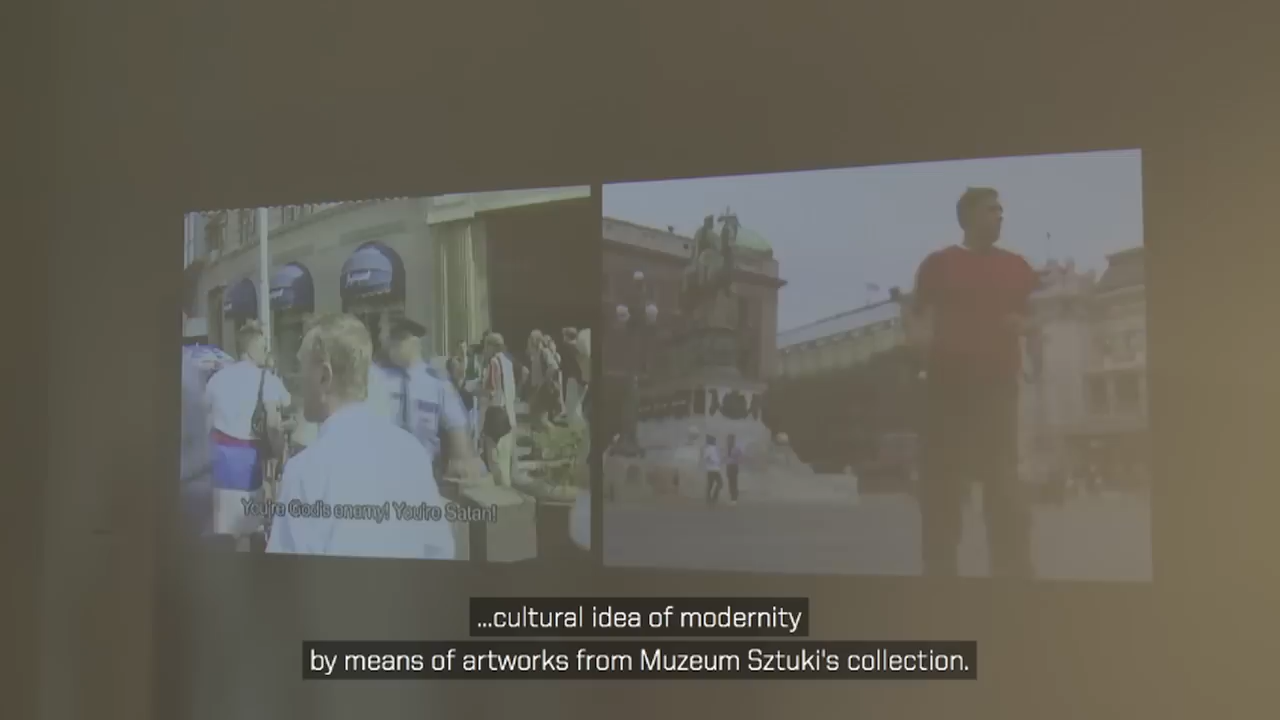 You're God's enemy! You're Satan!
...cultural idea of modernity
by means of artworks from Muzeum Sztuki's collection.